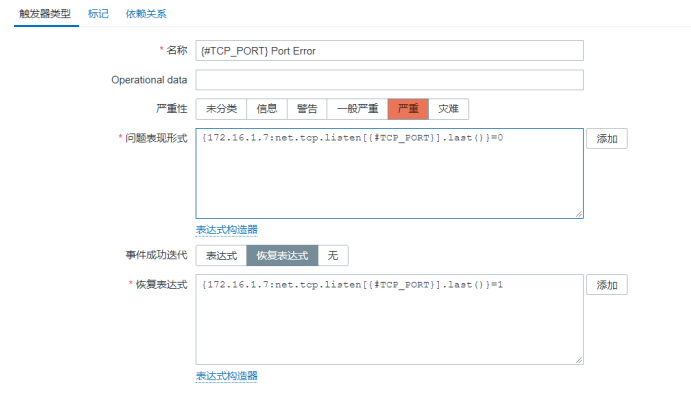 触发器类型 标记 依赖关系
* 名称 {#TCP_PORT} Port Error
Operational data
严重性 未分类 信息 警告 一般严重 严重 灾难
* 问题表现形式 {172.16.1.7:net.tcp.listen[{#TCP_PORT}].last()}=0 添加
表达式构造器
事件成功迭代 表达式 恢复表达式 无
* 恢复表达式 {172.16.1.7:net.tcp.listen[{#TCP_PORT}].last()}=1 添加
表达式构造器